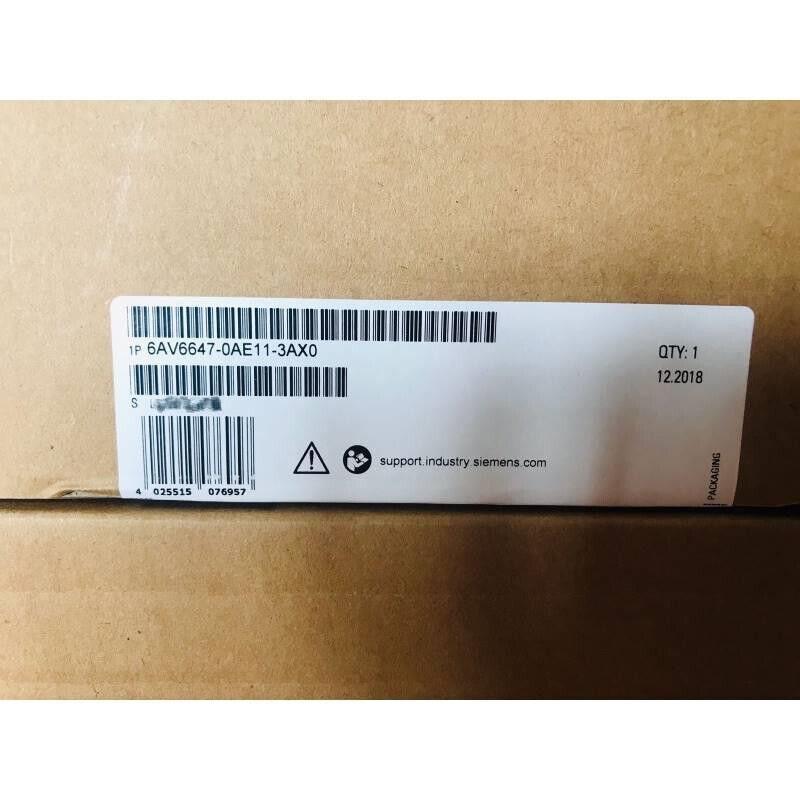 1P 6AV6647-0AE11-3AX0
QTY: 1
12.2018
S
support.industry.siemens.com
4 025515 076957
PACKAGING